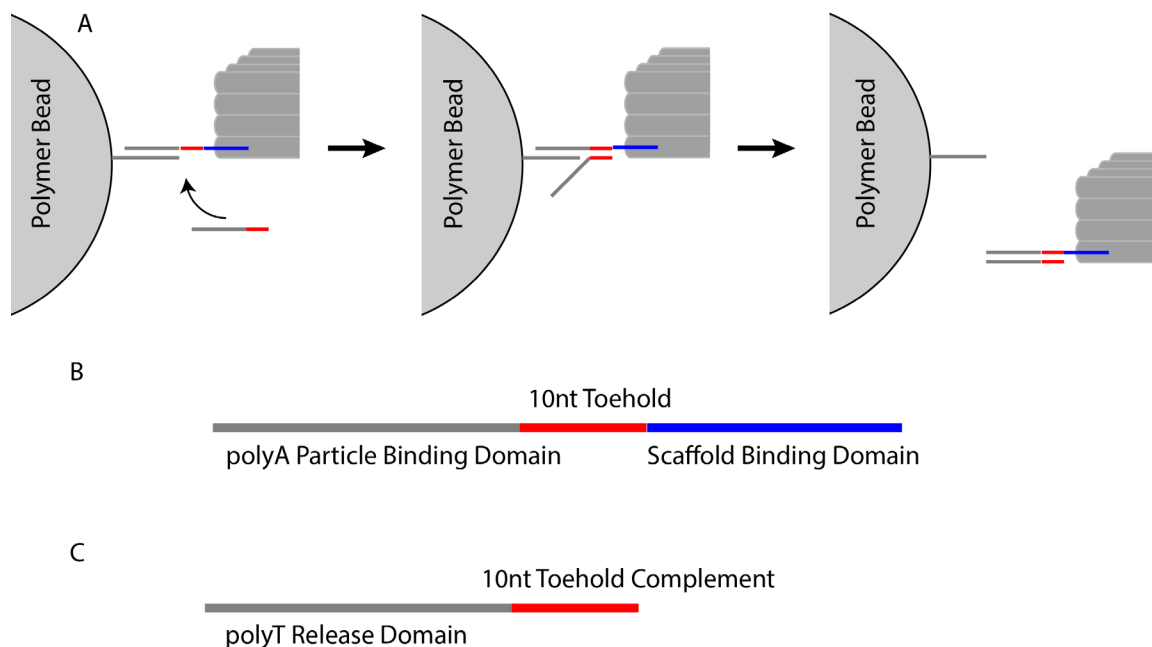 A
Polymer Bead
Polymer Bead
Polymer Bead
B
10nt Toehold
polyA Particle Binding Domain
Scaffold Binding Domain
C
10nt Toehold Complement
polyT Release Domain